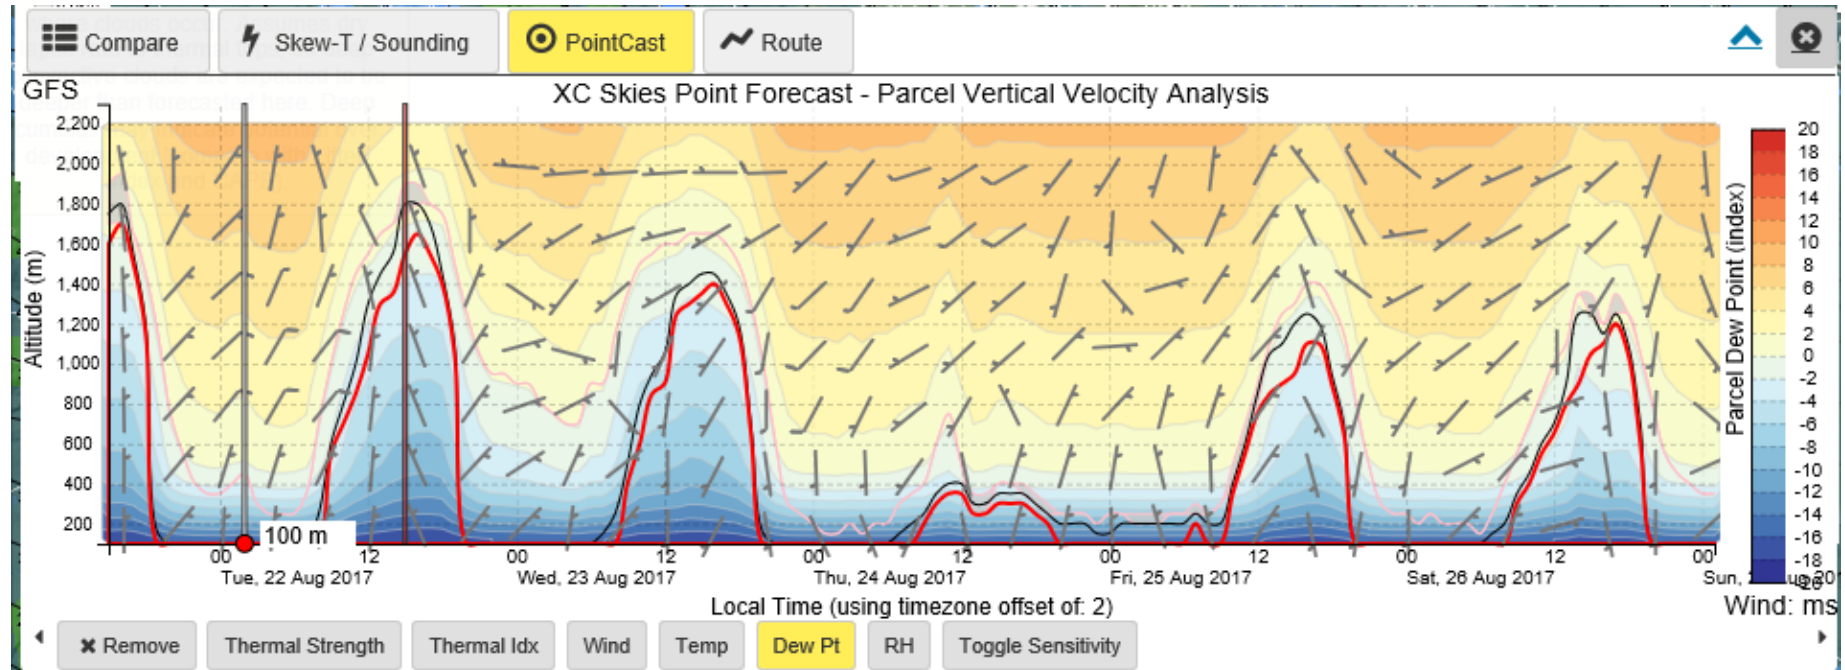 Compare
Skew-T / Sounding
PointCast
Route
GFS
XC Skies Point Forecast - Parcel Vertical Velocity Analysis
2,200
2,000
1,800
1,600
1,400
1,200
1,000
800
600
400
200
Altitude (m)
100 m
00 12 00 12 00 12 00 12 00 12 00
Tue, 22 Aug 2017 Wed, 23 Aug 2017 Thu, 24 Aug 2017 Fri, 25 Aug 2017 Sat, 26 Aug 2017 Sun,
Local Time (using timezone offset of: 2)
Parcel Dew Point (index)
20
18
16
14
12
10
8
6
4
2
0
-2
-4
-6
-8
-10
-12
-14
-16
-18
Wind: ms
Remove
Thermal Strength
Thermal Idx
Wind
Temp
Dew Pt
RH
Toggle Sensitivity